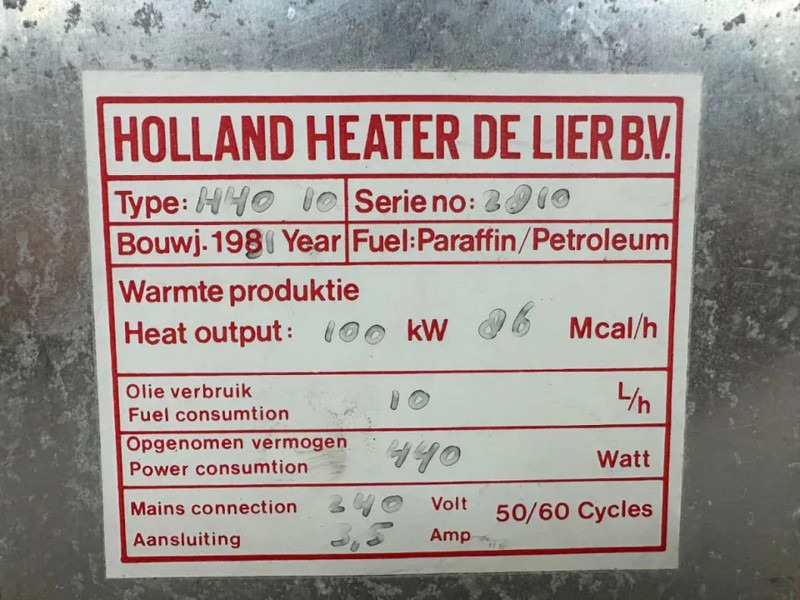 HOLLAND HEATER DE LIER B.V.
Type: H40 10 Serie no: 2810
Bouwj. 1981 Year Fuel: Paraffin/Petroleum
Warmte produktie
Heat output: 100 kW 86 Mcal/h
Olie verbruik
Fuel consumtion 10 L/h
Opgenomen vermogen
Power consumtion 440 Watt
Mains connection 240 Volt 50/60 Cycles
Aansluiting 3,5 Amp